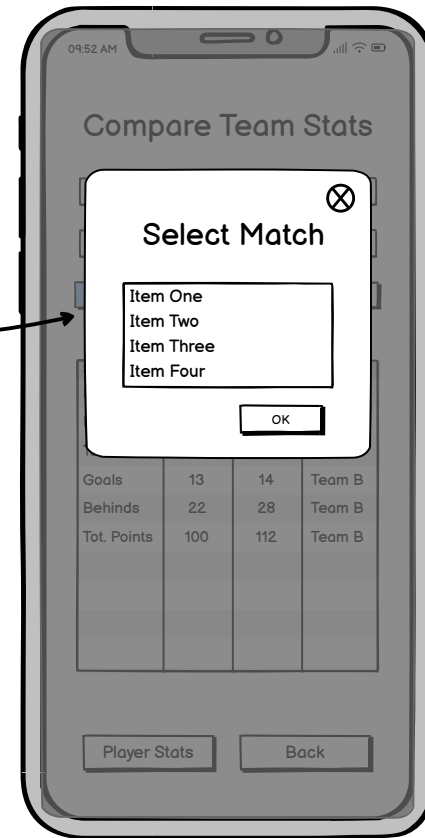 09:52 AM
Compare Team Stats
Select Match
Item One
Item Two
Item Three
Item Four
OK
Goals 13 14 Team B
Behinds 22 28 Team B
Tot. Points 100 112 Team B
Player Stats Back